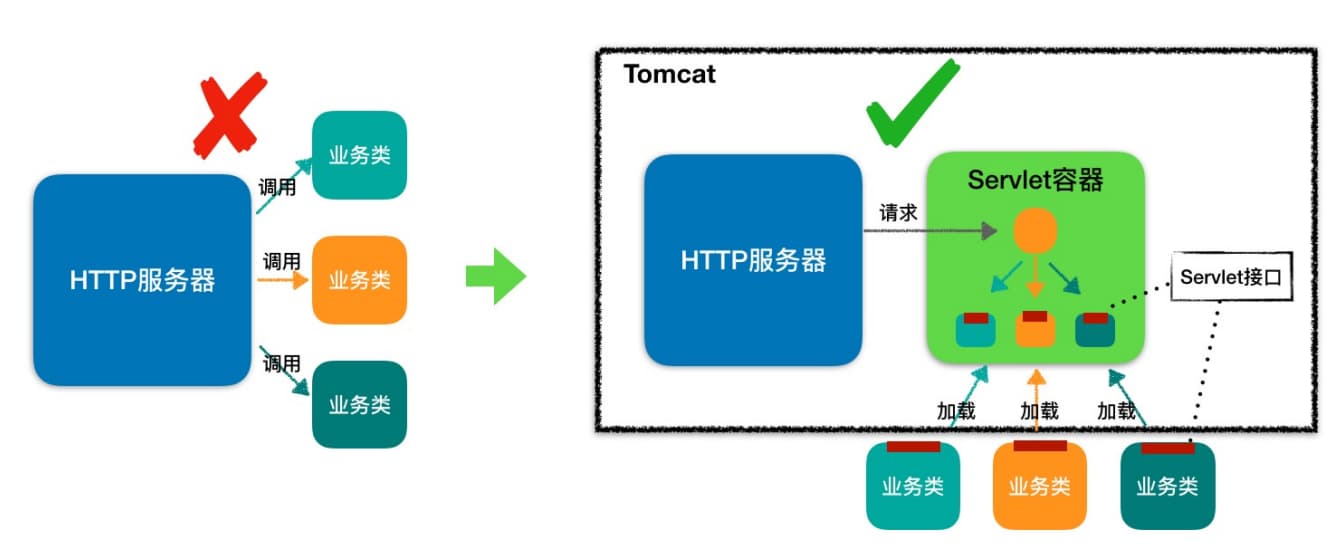 HTTP服务器
调用
业务类
调用
业务类
调用
业务类
Tomcat
HTTP服务器
请求
Servlet容器
Servlet接口
加载
加载
加载
业务类
业务类
业务类